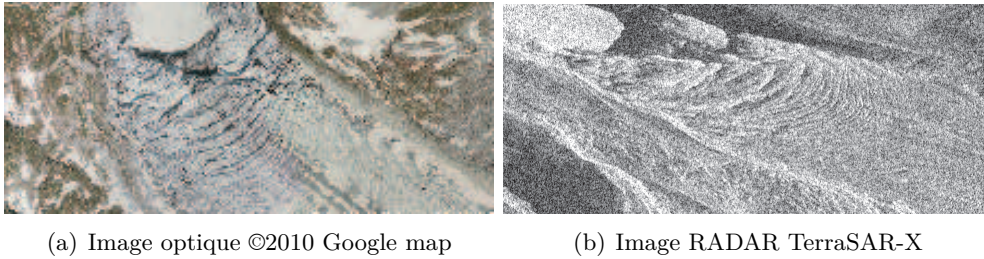 (a) Image optique ©2010 Google map
(b) Image RADAR TerraSAR-X